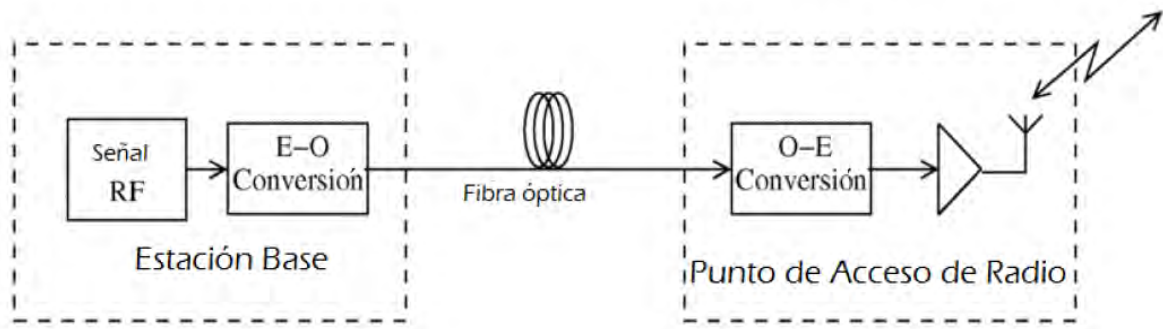 Señal
RF
E-O
Conversión
Estación Base
Fibra óptica
O-E
Conversión
Punto de Acceso de Radio